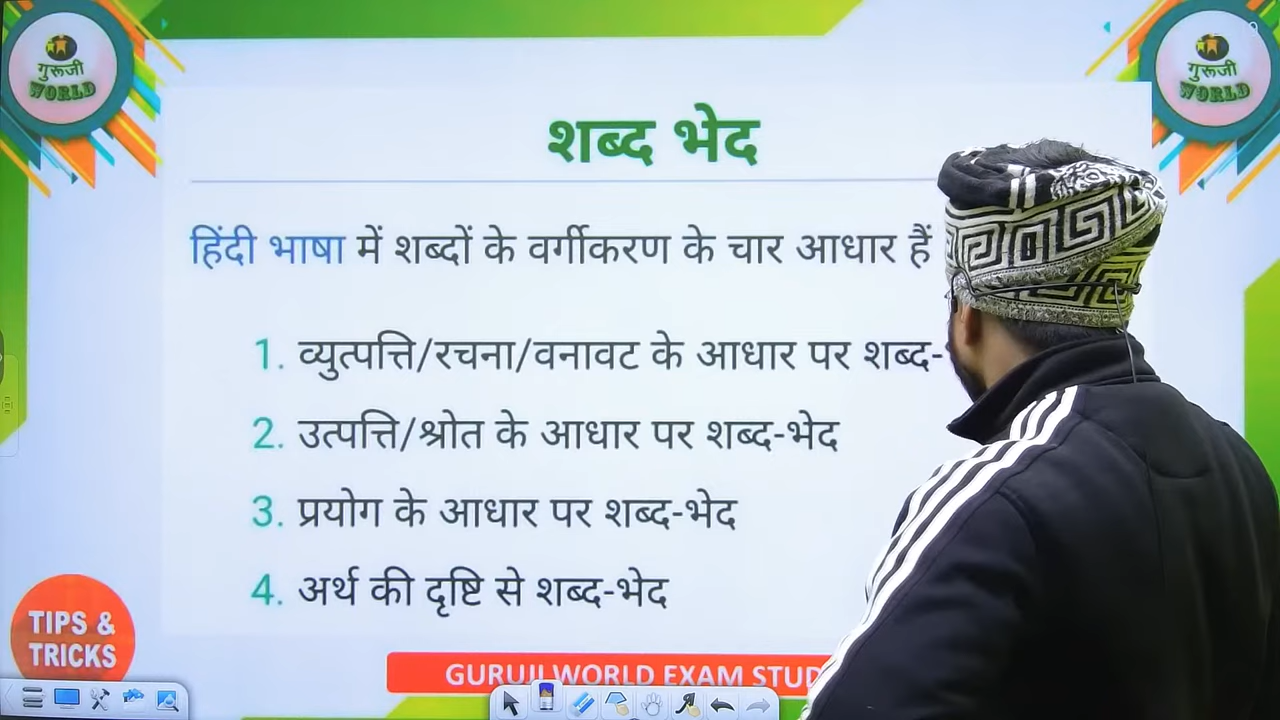 गुरूजी
WORLD
गुरूजी
WORLD
शब्द भेद
हिंदी भाषा में शब्दों के वर्गीकरण के चार आधार हैं
1. व्युत्पत्ति/रचना/वनावट के आधार पर शब्द-
2. उत्पत्ति/श्रोत के आधार पर शब्द-भेद
3. प्रयोग के आधार पर शब्द-भेद
4. अर्थ की दृष्टि से शब्द-भेद
TIPS &
TRICKS
GURUJI WORLD EXAM